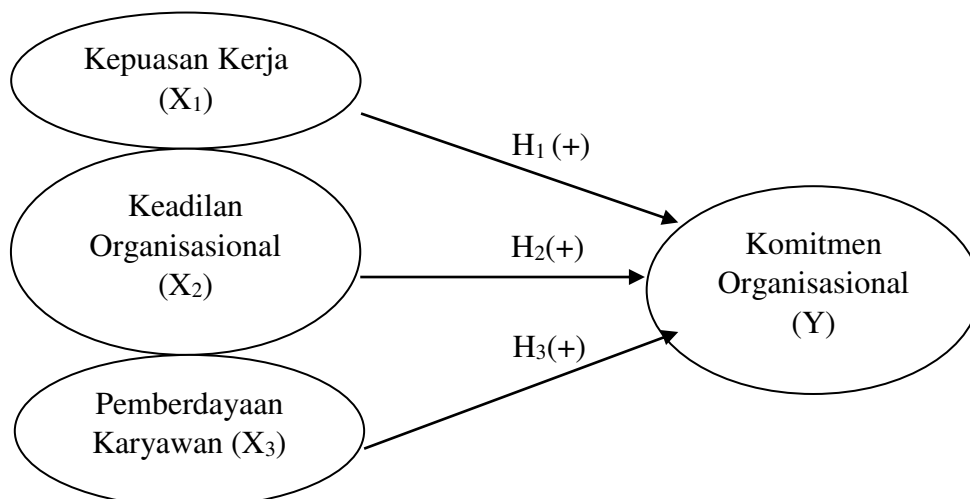 Kepuasan Kerja
(X₁)
H₁ (+)
Keadilan
Organisasional
(X₂)
H₂(+)
Komitmen
Organisasional
(Y)
H₃(+)
Pemberdayaan
Karyawan (X₃)